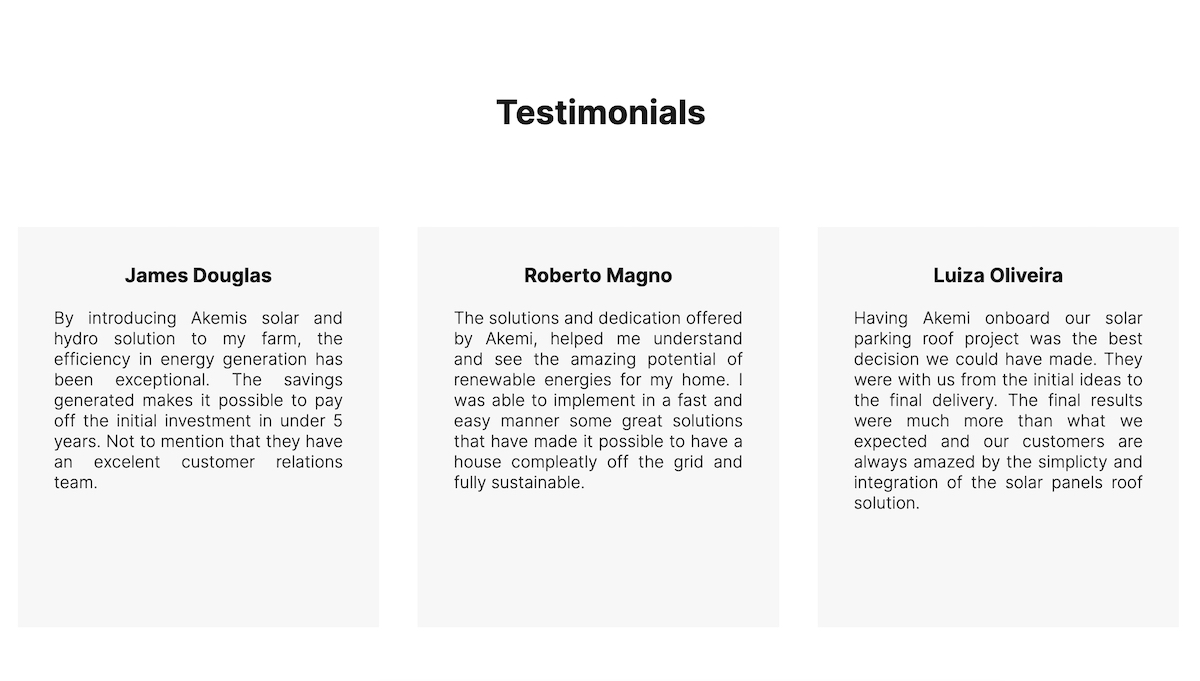 Testimonials
James Douglas
By introducing Akemis solar and
hydro solution to my farm, the
efficiency in energy generation has
been exceptional. The savings
generated makes it possible to pay
off the initial investment in under 5
years. Not to mention that they have
an excelent customer relations
team.
Roberto Magno
The solutions and dedication offered
by Akemi, helped me understand
and see the amazing potential of
renewable energies for my home. I
was able to implement in a fast and
easy manner some great solutions
that have made it possible to have a
house compleatly off the grid and
fully sustainable.
Luiza Oliveira
Having Akemi onboard our solar
parking roof project was the best
decision we could have made. They
were with us from the initial ideas to
the final delivery. The final results
were much more than what we
expected and our customers are
always amazed by the simplicty and
integration of the solar panels roof
solution.